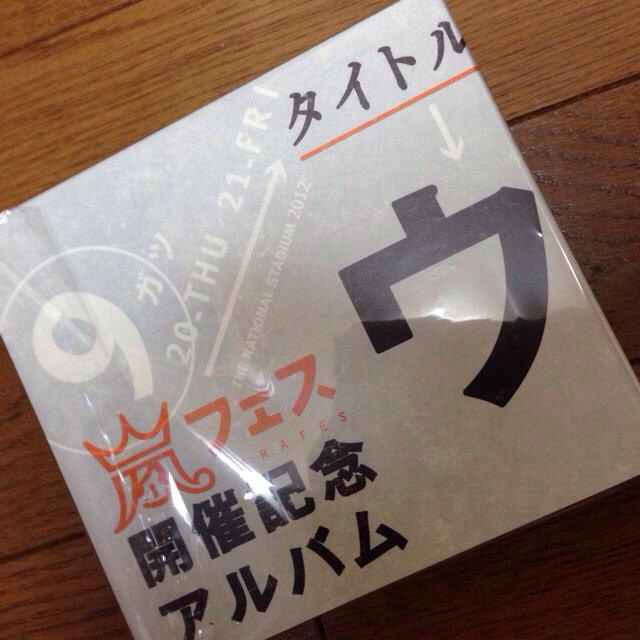 タイトル
↓
ウ
9
ガツ
20-THU 21-FRI
THE NATIONAL STADIUM 2012
嵐フェス
RAFES
開催記念
アルバム